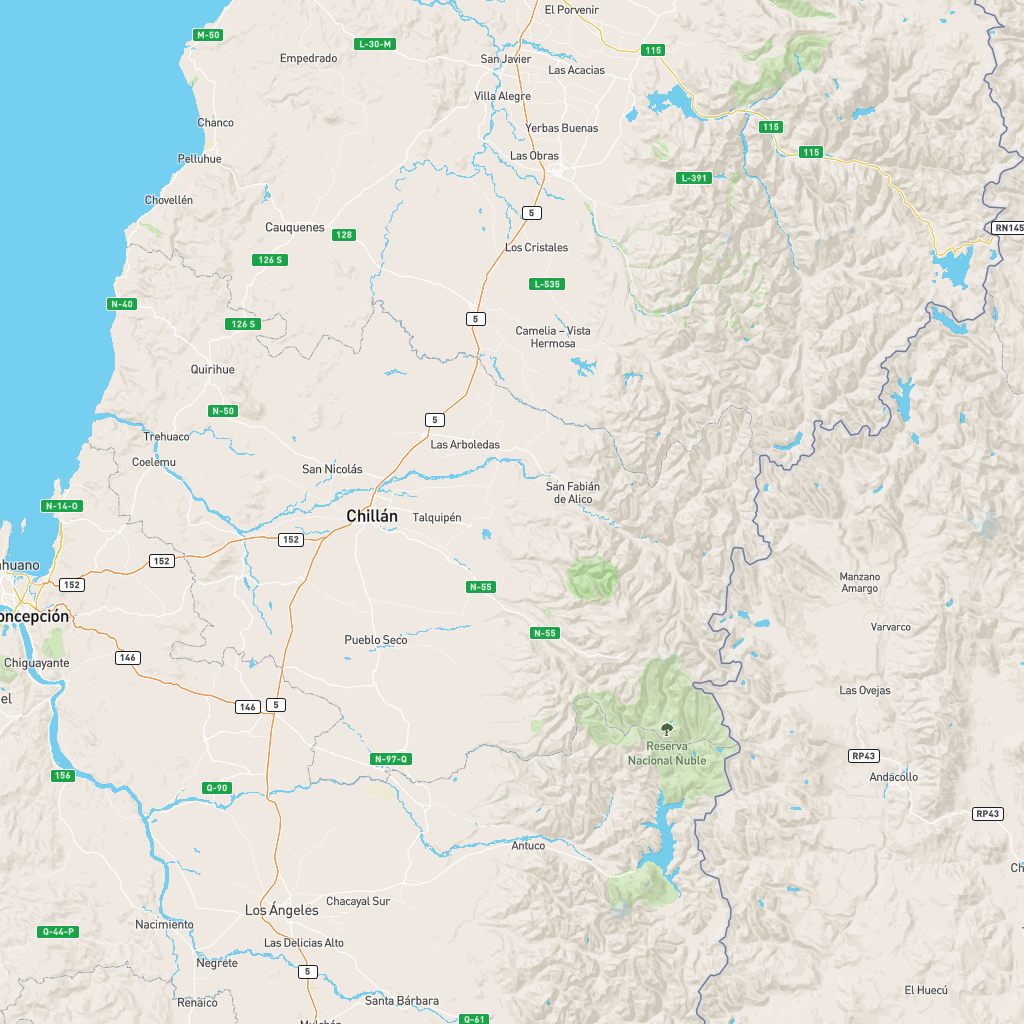 El Porvenir
M-50
L-30-M
115
Empedrado
San Javier
Las Acacias
Villa Alegre
Chanco
Yerbas Buenas
115
115
Pelluhue
Las Obras
L-391
Chovellén
5
Cauquenes
128
RN145
Los Cristales
126 S
L-535
N-40
5
126 S
Camelia – Vista
Hermosa
Quirihue
N-50
5
Trehuaco
Las Arboledas
Coelemu
San Nicolás
San Fabián
de Alico
N-14-O
Chillán
Talquipén
152
152
ahuano
152
Manzano
Amargo
N-55
oncepción
Varvarco
N-55
Pueblo Seco
146
Chiguayante
Las Ovejas
el
146
5
Reserva
Nacional Ñuble
RP43
N-97-Q
156
Andacollo
Q-90
RP43
Antuco
Ch
Chacayal Sur
Los Ángeles
Nacimiento
Q-44-P
Las Delicias Alto
Negrete
5
El Huecú
Renaico
Santa Bárbara
Q-61
Mulchén